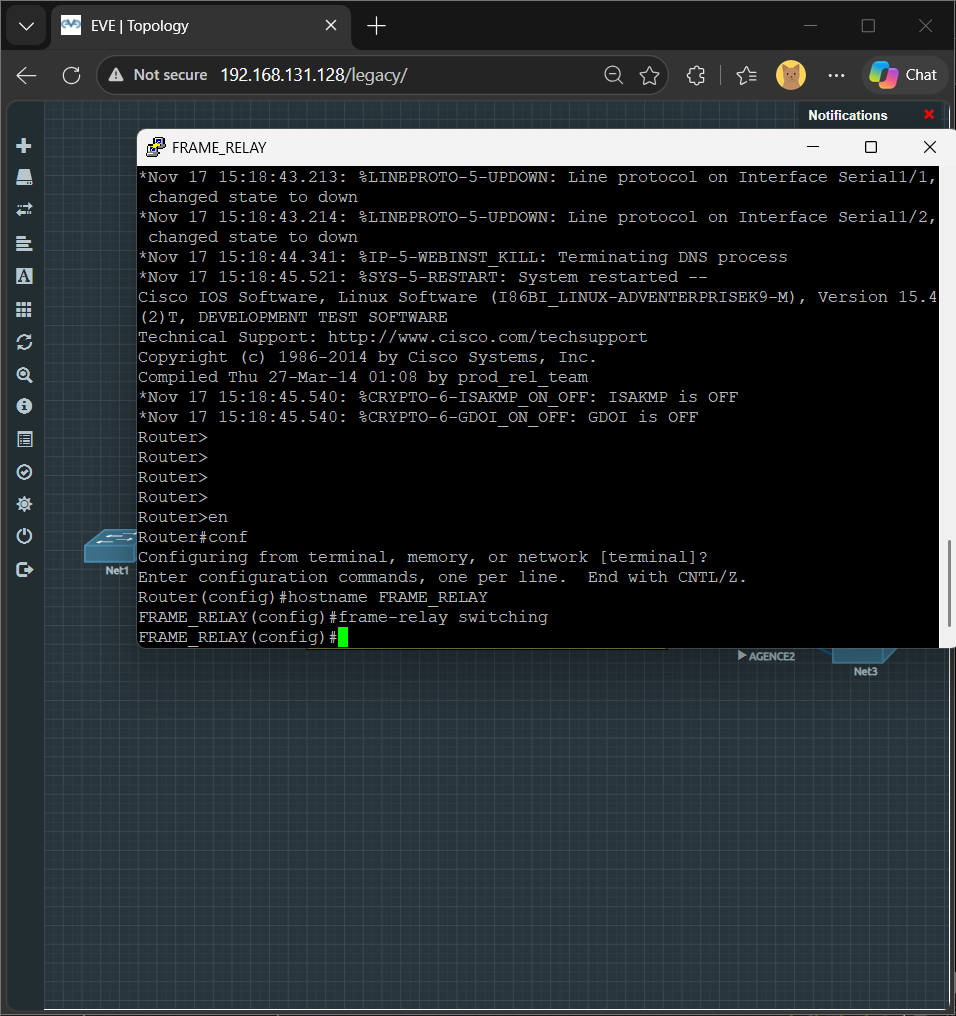 EVE | Topology
Not secure 192.168.131.128/legacy/
Chat
Notifications
FRAME_RELAY
*Nov 17 15:18:43.213: %LINEPROTO-5-UPDOWN: Line protocol on Interface Serial1/1,
changed state to down
*Nov 17 15:18:43.214: %LINEPROTO-5-UPDOWN: Line protocol on Interface Serial1/2,
changed state to down
*Nov 17 15:18:44.341: %IP-5-WEBINST_KILL: Terminating DNS process
*Nov 17 15:18:45.521: %SYS-5-RESTART: System restarted --
Cisco IOS Software, Linux Software (I86BI_LINUX-ADVENTERPRISEK9-M), Version 15.4
(2)T, DEVELOPMENT TEST SOFTWARE
Technical Support: http://www.cisco.com/techsupport
Copyright (c) 1986-2014 by Cisco Systems, Inc.
Compiled Thu 27-Mar-14 01:08 by prod_rel_team
*Nov 17 15:18:45.540: %CRYPTO-6-ISAKMP_ON_OFF: ISAKMP is OFF
*Nov 17 15:18:45.540: %CRYPTO-6-GDOI_ON_OFF: GDOI is OFF
Router>
Router>
Router>
Router>
Router>en
Router#conf
Configuring from terminal, memory, or network [terminal]?
Enter configuration commands, one per line.  End with CNTL/Z.
Router(config)#hostname FRAME_RELAY
FRAME_RELAY(config)#frame-relay switching
FRAME_RELAY(config)#
Net1
AGENCE2
Net3